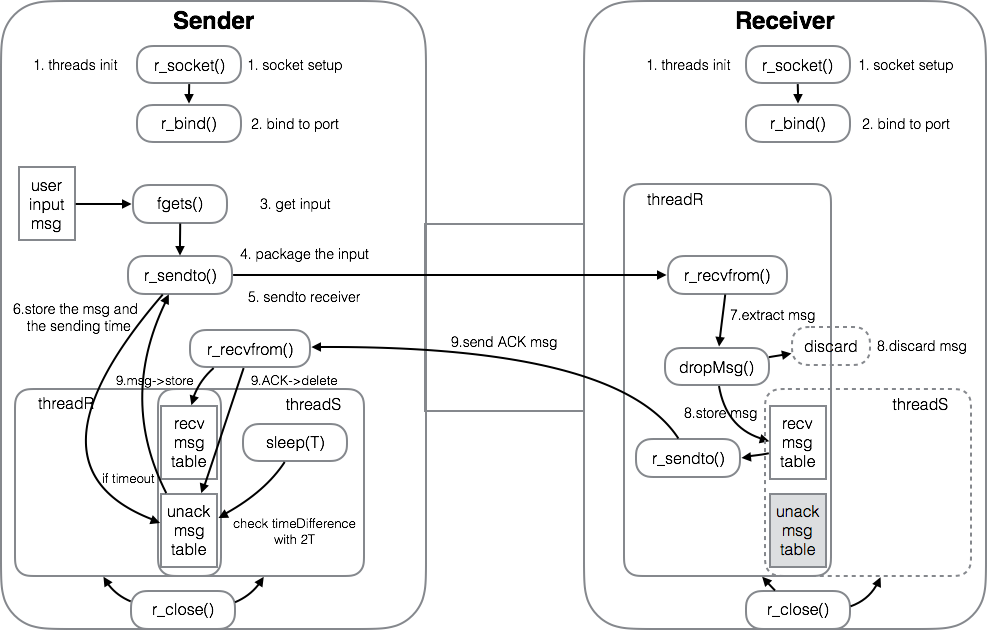 Sender
1. threads init
r_socket()
1. socket setup
r_bind()
2. bind to port
user
input
msg
fgets()
3. get input
4. package the input
r_sendto()
5. sendto receiver
6.store the msg and
the sending time
r_recvfrom()
9.msg->store
9.ACK->delete
threadR
threadS
recv
msg
table
sleep(T)
if timeout
unack
msg
table
check timeDifference
with 2T
r_close()
9.send ACK msg
Receiver
1. threads init
r_socket()
1. socket setup
r_bind()
2. bind to port
threadR
r_recvfrom()
7.extract msg
discard
8.discard msg
dropMsg()
8.store msg
threadS
recv
msg
table
r_sendto()
unack
msg
table
r_close()